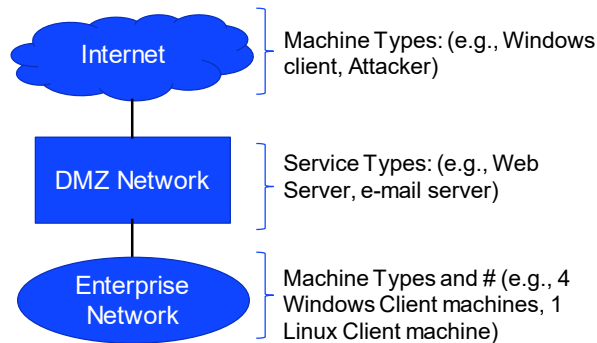 Internet
Machine Types: (e.g., Windows
client, Attacker)
DMZ Network
Service Types: (e.g., Web
Server, e-mail server)
Enterprise
Network
Machine Types and # (e.g., 4
Windows Client machines, 1
Linux Client machine)